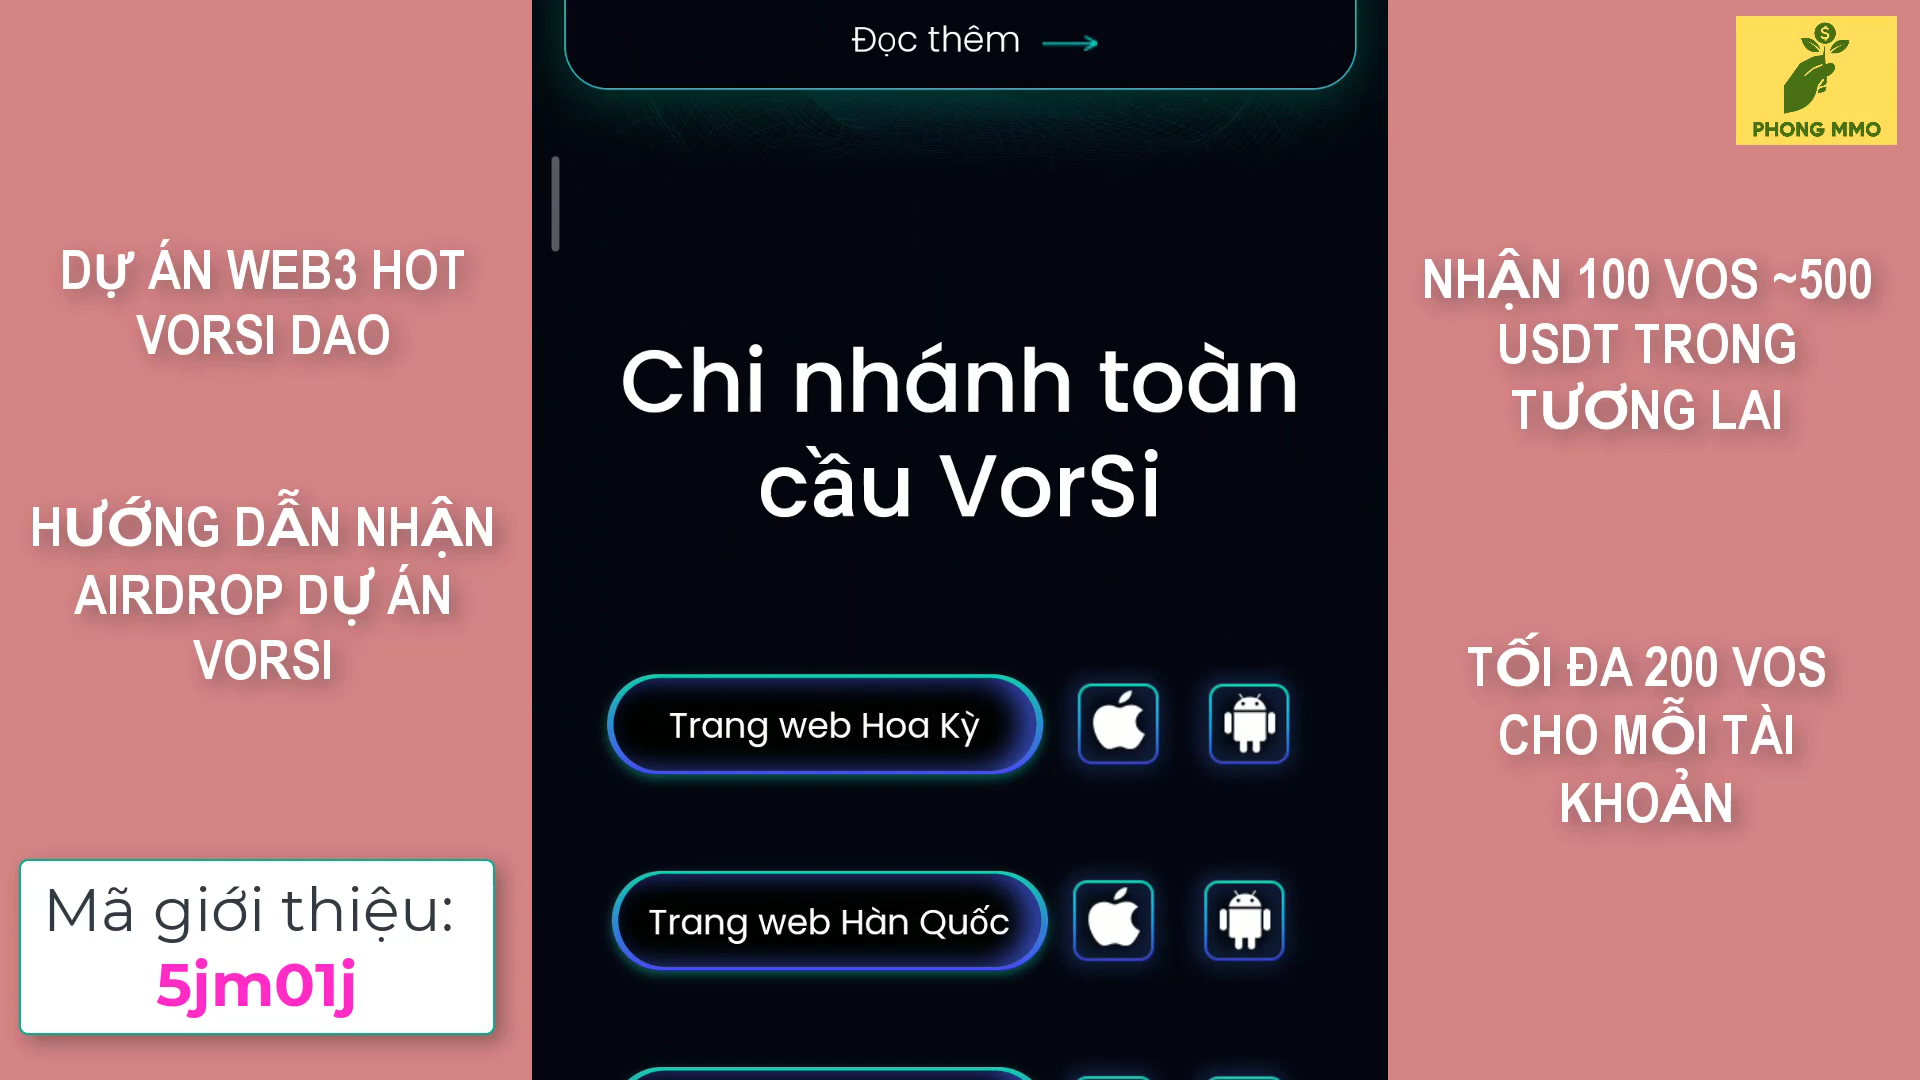 Đọc thêm
PHONG MMO
DỰ ÁN WEB3 HOT
VORSI DAO
HƯỚNG DẪN NHẬN
AIRDROP DỰ ÁN
VORSI
Mã giới thiệu:
5jm01j
Chi nhánh toàn
cầu VorSi
Trang web Hoa Kỳ
Trang web Hàn Quốc
NHẬN 100 VOS ~500
USDT TRONG
TƯƠNG LAI
TỐI ĐA 200 VOS
CHO MỖI TÀI
KHOẢN